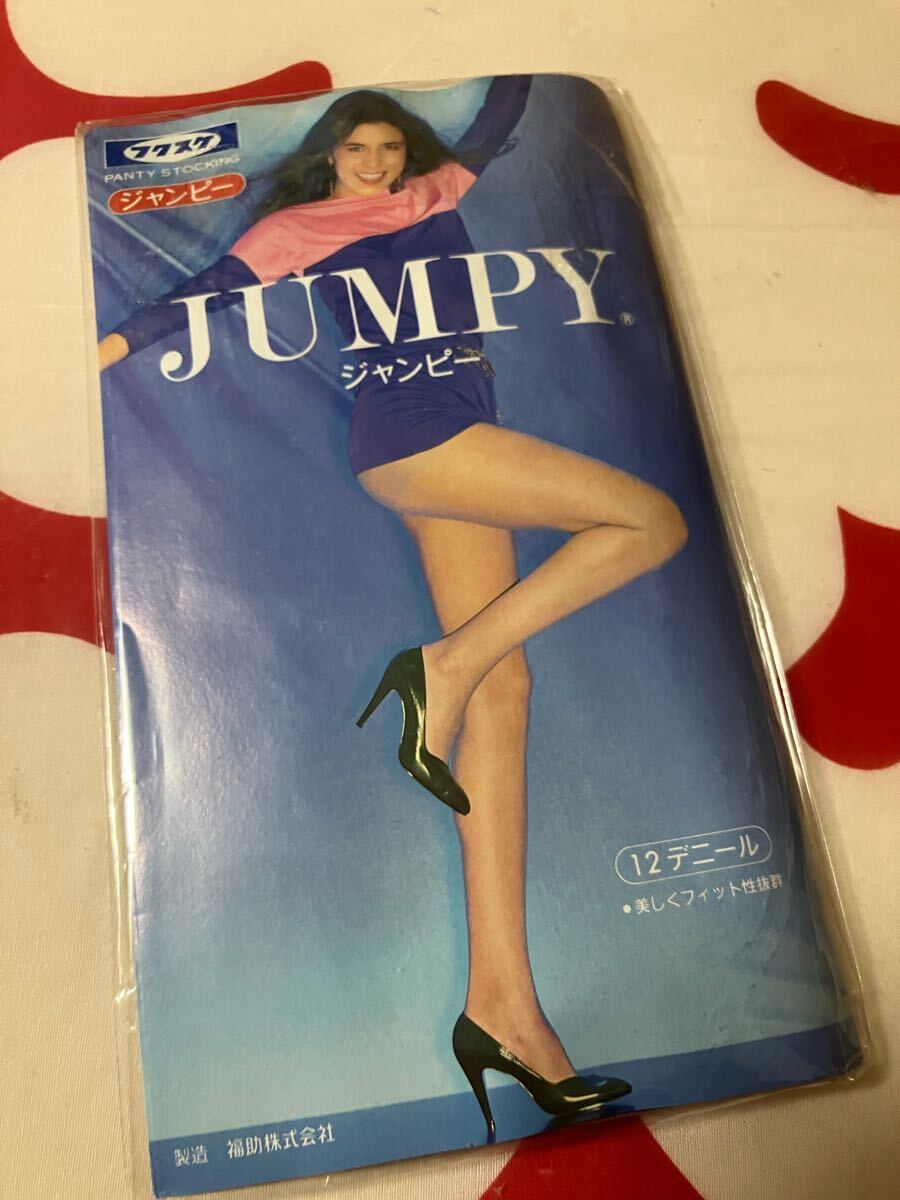 フクスケ
PANTY STOCKING
ジャンピー
JUMPY®
ジャンピー
12デニール
●美しくフィット性抜群
製造 福助株式会社